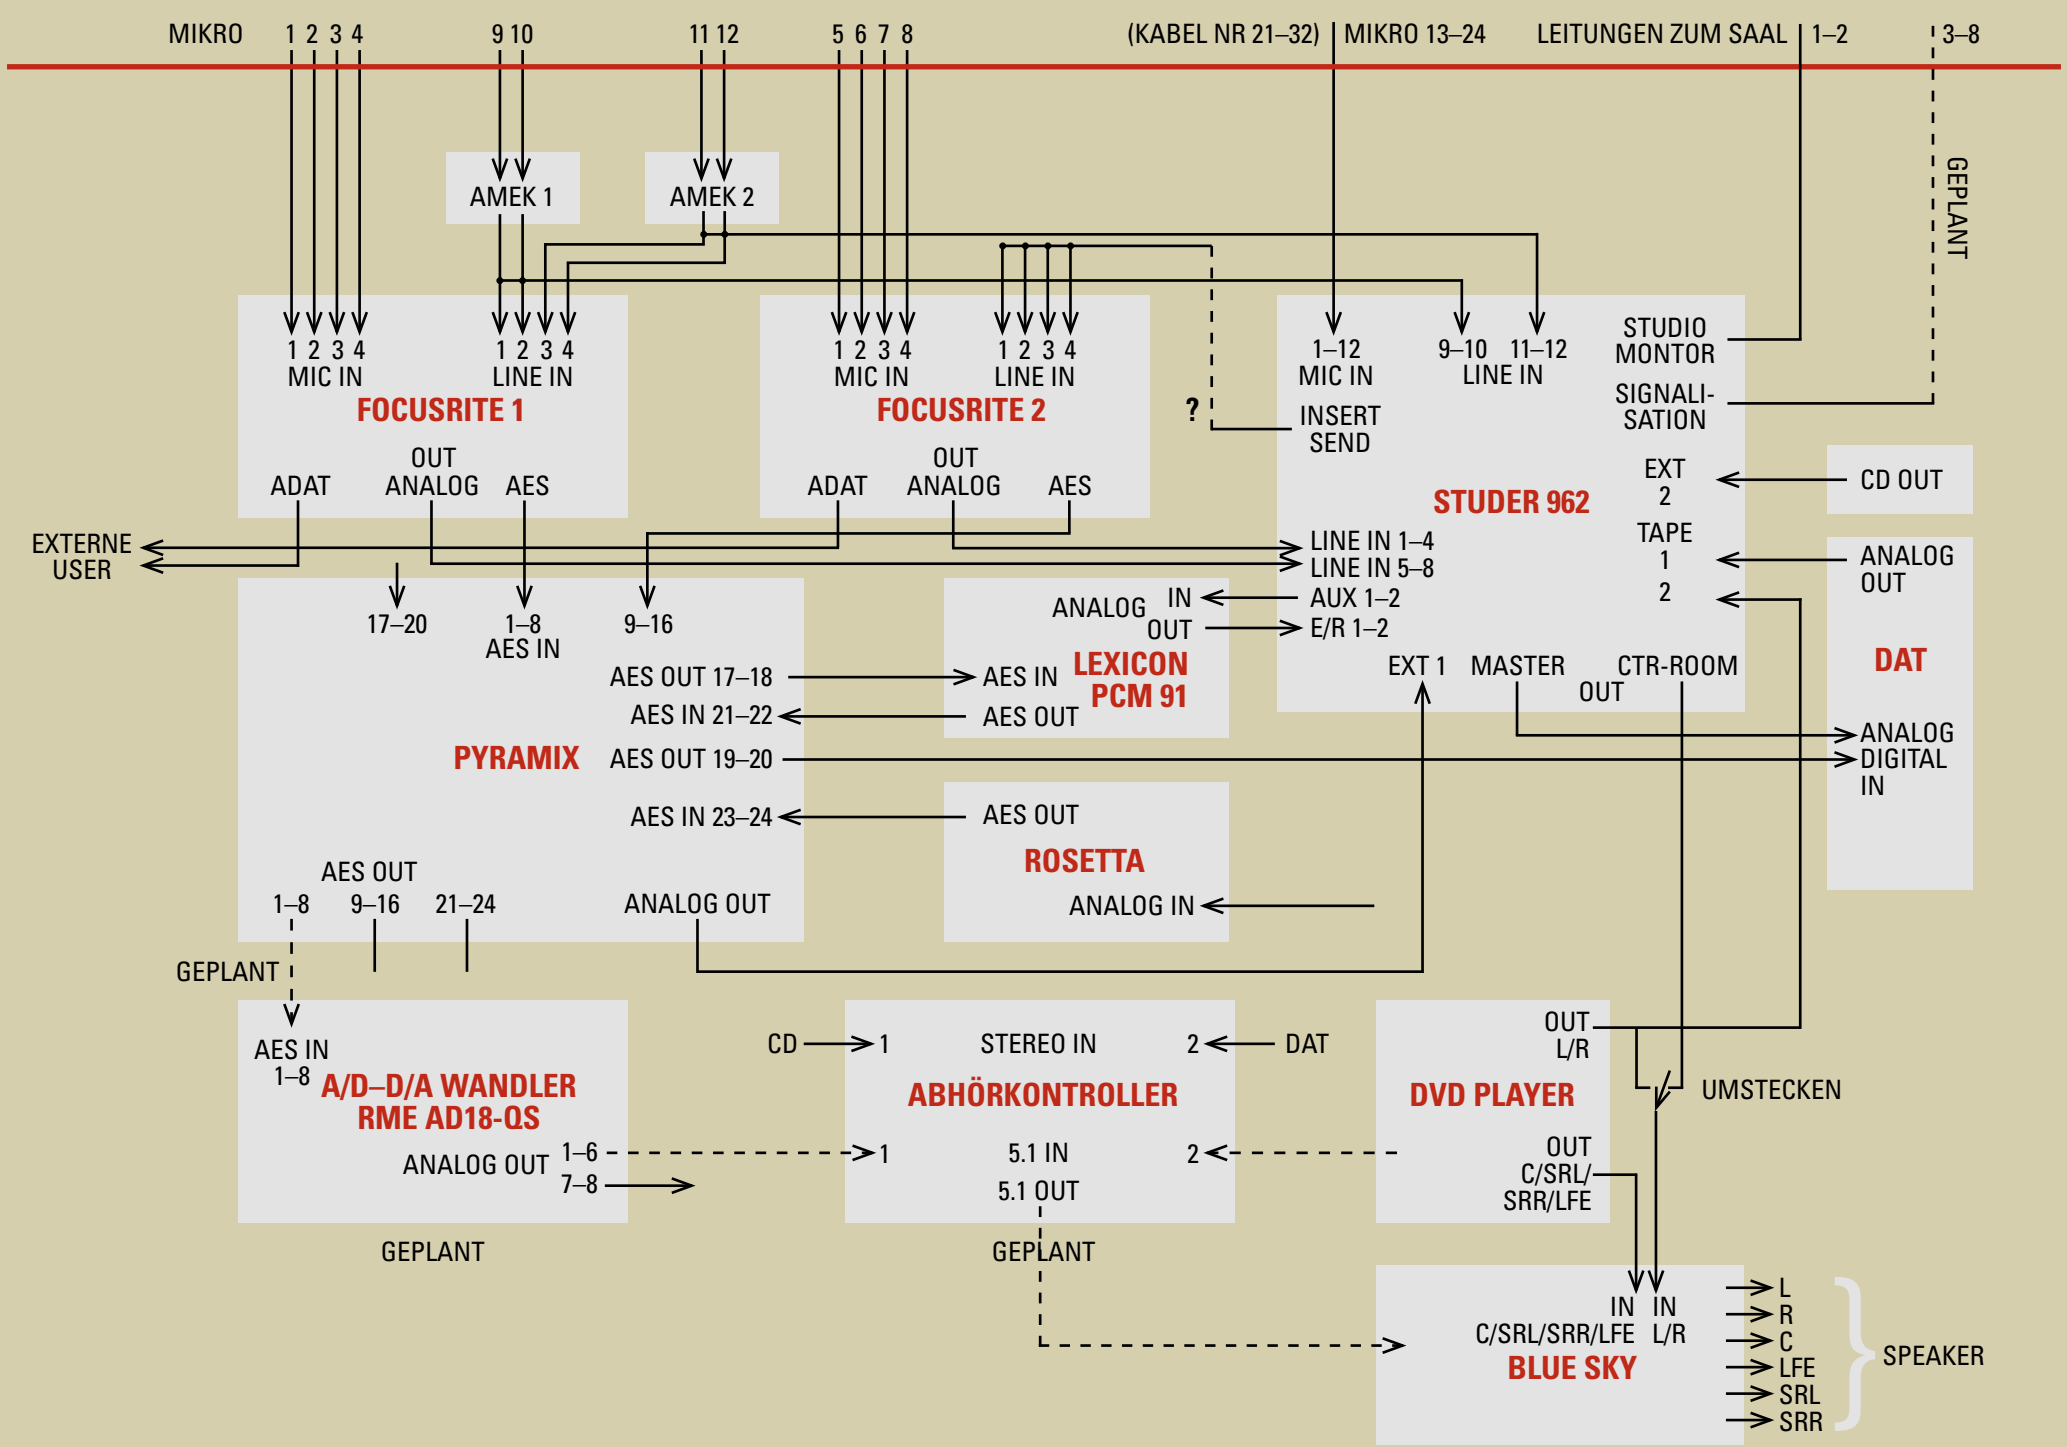 MIKRO 1 2 3 4 9 10 11 12 5 6 7 8 (KABEL NR 21–32) MIKRO 13–24 LEITUNGEN ZUM SAAL 1–2 3–8
GEPLANT
AMEK 1
AMEK 2
1 2 3 4
MIC IN
1 2 3 4
LINE IN
FOCUSRITE 1
OUT
ADAT ANALOG AES
1 2 3 4
MIC IN
1 2 3 4
LINE IN
FOCUSRITE 2
OUT
ADAT ANALOG AES
?
1–12
MIC IN
9–10 11–12
LINE IN
STUDIO
MONTOR
SIGNALI-
SATION
INSERT
SEND
EXT
2
STUDER 962
TAPE
1
2
LINE IN 1–4
LINE IN 5–8
AUX 1–2
E/R 1–2
EXT 1 MASTER CTR-ROOM
OUT
CD OUT
ANALOG
OUT
DAT
ANALOG
DIGITAL
IN
EXTERNE
USER
17–20 1–8 9–16
AES IN
AES OUT 17–18
AES IN 21–22
PYRAMIX AES OUT 19–20
AES IN 23–24
AES OUT
1–8 9–16 21–24 ANALOG OUT
ANALOG IN
OUT
LEXICON
PCM 91
AES IN
AES OUT
AES OUT
ROSETTA
ANALOG IN
GEPLANT
AES IN
1–8
A/D–D/A WANDLER
RME AD18-QS
ANALOG OUT 1–6
7–8
GEPLANT
CD 1 STEREO IN 2 DAT
ABHÖRKONTROLLER
1 5.1 IN 2
5.1 OUT
GEPLANT
OUT
L/R
DVD PLAYER
OUT
C/SRL/
SRR/LFE
UMSTECKEN
IN IN
C/SRL/SRR/LFE L/R
BLUE SKY
L
R
C
LFE
SRL
SRR
SPEAKER